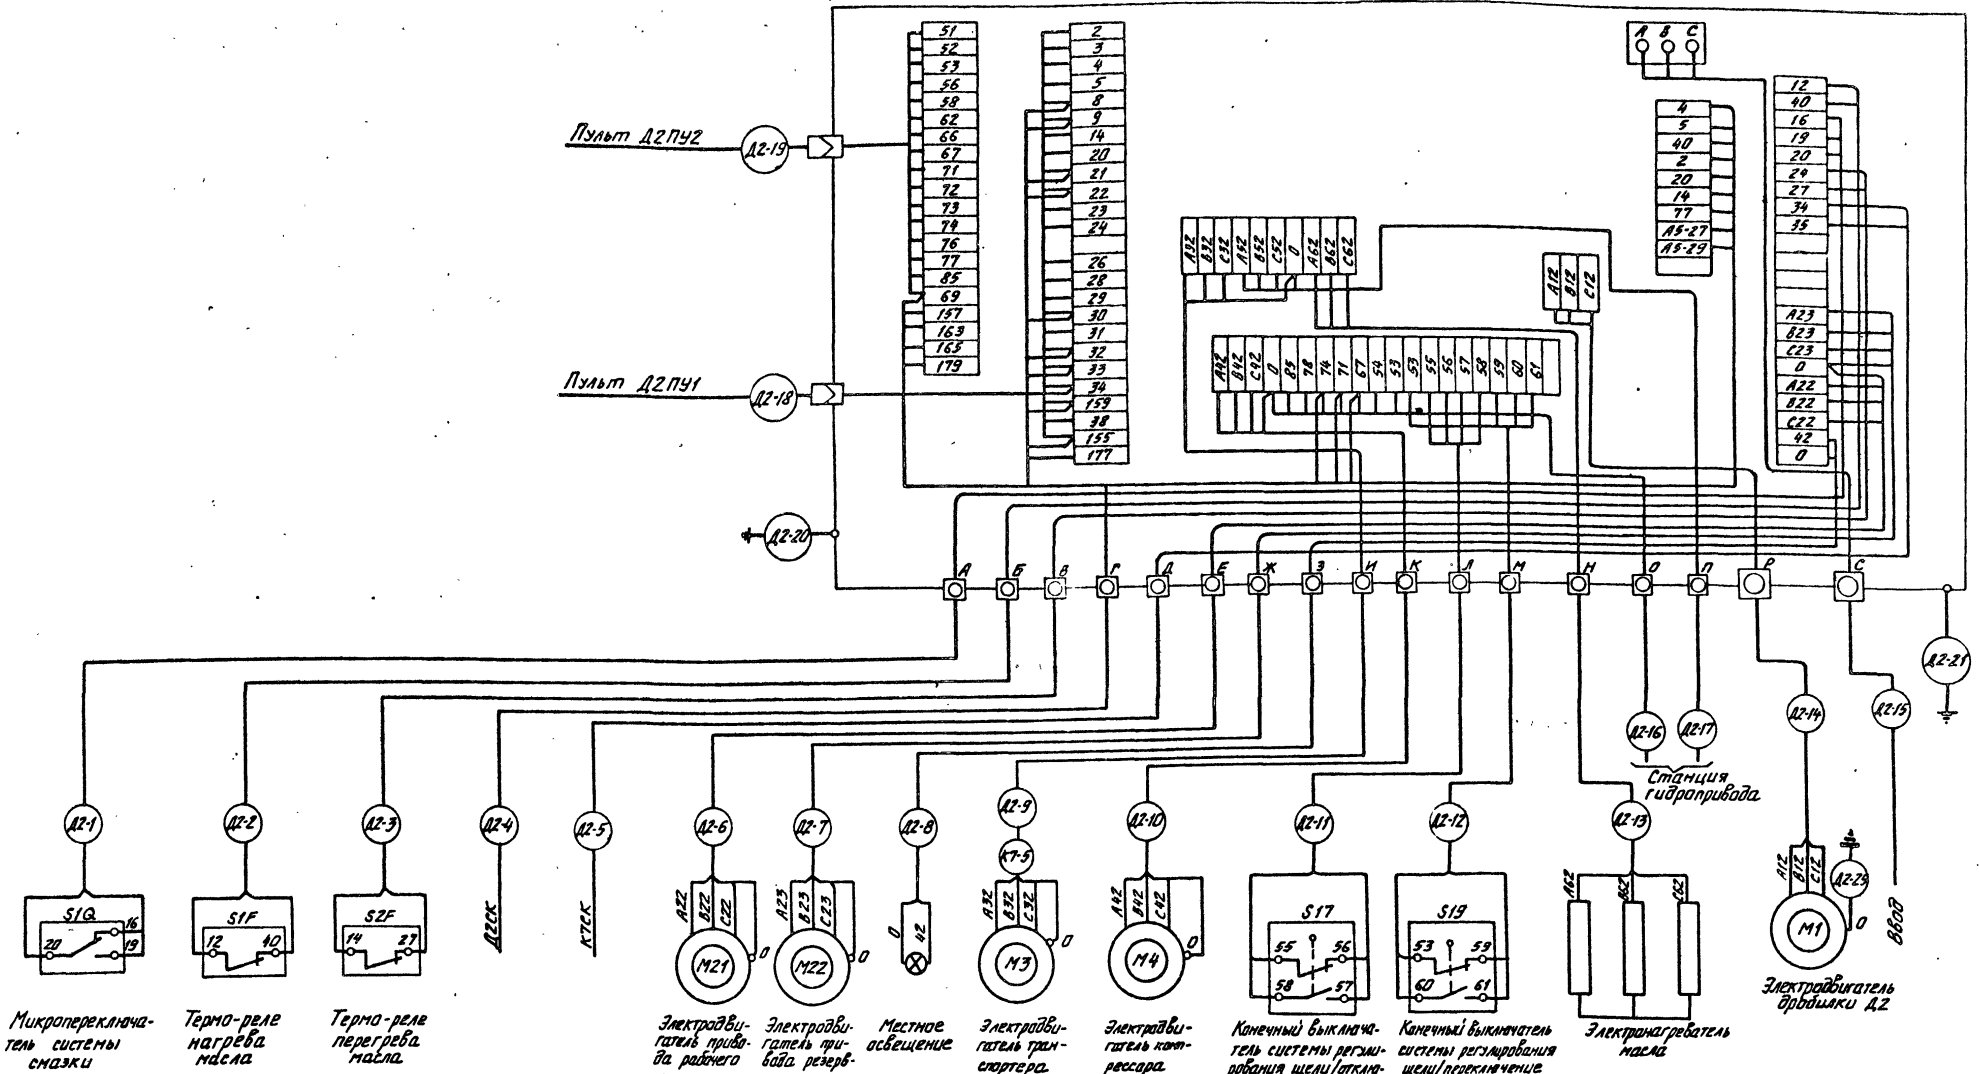 51
52
53
56
58
62
66
67
71
72
73
74
76
77
85
69
157
163
165
179
2
3
4
5
8
9
14
20
21
22
23
24
26
28
29
30
31
32
33
34
159
38
155
177
А В С
4
5
40
2
20
14
77
А5-27
А5-29
12
40
16
19
20
24
27
34
35
А23
В23
С23
0
А22
В22
С22
42
0
Пульт Д2ПУ2
Д2-19
Пульт Д2ПУ1
Д2-18
А32 В32 С32 А52 В52 С52 0 А62 В62 С62
А12 В12 С12
А42 В42 С42 0 85 78 74 71 67 54 53 53 55 56 57 58 59 60 61
Д2-20
А Б В Г Д Е Ж З И К Л М Н О П Р С
Д2-21
Д2-16 Д2-17 Д2-14 Д2-15
Станция
гидропривода
Д2-1 Д2-2 Д2-3 Д2-4 Д2-5 Д2-6 Д2-7 Д2-8 Д2-9 Д2-10 Д2-11 Д2-12 Д2-13
К7-5
Д2-25
Д2ск
К7ск
Ввод
S1Q
20 16
19
S1F
12 40
S2F
14 27
А22 В22 С22
М21 0
А23 В23 С23
М22 0
0 42
А32 В32 С32
М3 0
А42 В42 С42
М4 0
S17
55 56
58 57
S19
53 59
60 61
А62 В62 С62
А12 В12 С12
М1 0
Микропереключа-
тель системы
смазки
Термо-реле
нагрева
масла
Термо-реле
перегрева
масла
Электродви-
гатель приво-
да рабочего
Электродви-
гатель при-
вода резерв-
Местное
освещение
Электродви-
гатель тран-
спортера
Электродви-
гатель ком-
рессора
Конечный выключа-
тель системы регули-
рования щели/отклю-
Конечный выключатель
системы регулирования
щели/переключение
Электронагреватель
масла
Электродвигатель
дробилки Д2